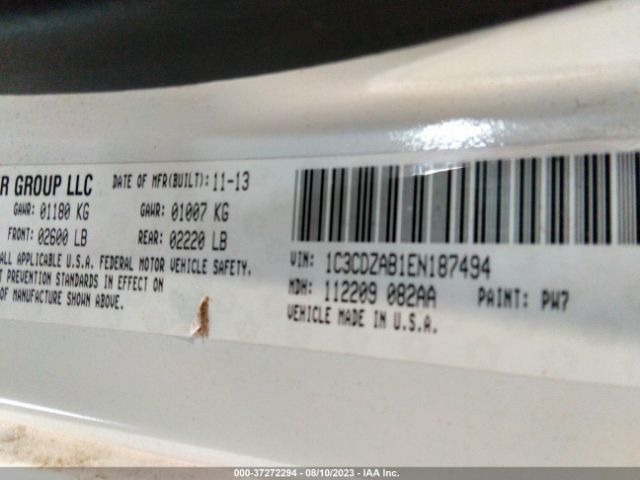 R GROUP LLC DATE OF MFR(BUILT): 11-13
GAWR: 01180 KG GAWR: 01007 KG
FRONT: 02600 LB REAR: 02220 LB
ALL APPLICABLE U.S.A. FEDERAL MOTOR VEHICLE SAFETY,
T PREVENTION STANDARDS IN EFFECT ON
OF MANUFACTURE SHOWN ABOVE.
VIN: 1C3CDZAB1EN187494
MDH: 112209 082AA PAINT: PW7
VEHICLE MADE IN U.S.A.
000-37272294 - 08/10/2023 - IAA Inc.